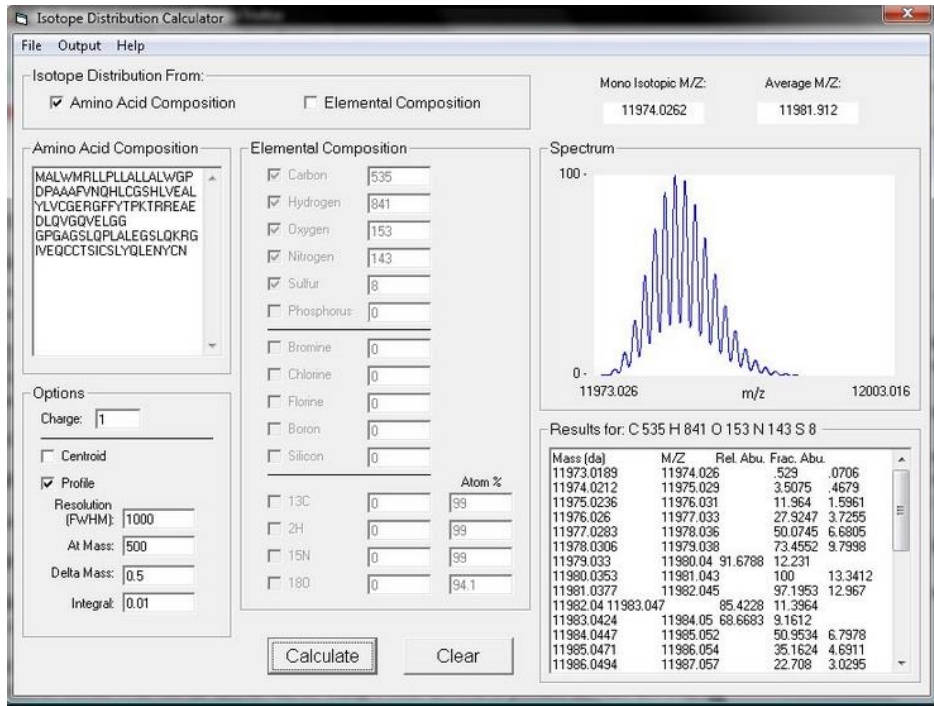 Isotope Distribution Calculator
File Output Help
Isotope Distribution From:
Amino Acid Composition
Elemental Composition
Mono Isotopic M/Z:
Average M/Z:
11974.0262
11981.912
Amino Acid Composition
MALWMRLLPLLALLALWGP
DPAAAFVNQHLCGSHLVEAL
YLVCGERGFFYTPKTRREAE
DLQVGQVELGG
GPGAGSLQPLALEGSLQKRG
IVEQCCTSICSLYQLENYCN
Options
Charge: 1
Centroid
Profile
Resolution
(FWHM): 1000
At Mass: 500
Delta Mass: 0.5
Integral: 0.01
Elemental Composition
Carbon 535
Hydrogen 841
Oxygen 153
Nitrogen 143
Sulfur 8
Phosphorus 0
Bromine 0
Chlorine 0
Florine 0
Boron 0
Silicon 0
Atom %
13C 0 99
2H 0 99
15N 0 99
18O 0 94.1
Calculate
Clear
Spectrum
100 -
0 -
11973.026 m/z 12003.016
Results for: C 535 H 841 O 153 N 143 S 8
Mass (da) M/Z Rel. Abu. Frac. Abu.
11973.0189 11974.026 .529 .0706
11974.0212 11975.029 3.5075 .4679
11975.0236 11976.031 11.964 1.5961
11976.026 11977.033 27.9247 3.7255
11977.0283 11978.036 50.0745 6.6805
11978.0306 11979.038 73.4552 9.7998
11979.033 11980.04 91.6788 12.231
11980.0353 11981.043 100 13.3412
11981.0377 11982.045 97.1953 12.967
11982.04 11983.047 85.4228 11.3964
11983.0424 11984.05 68.6683 9.1612
11984.0447 11985.052 50.9534 6.7978
11985.0471 11986.054 35.1624 4.6911
11986.0494 11987.057 22.708 3.0295